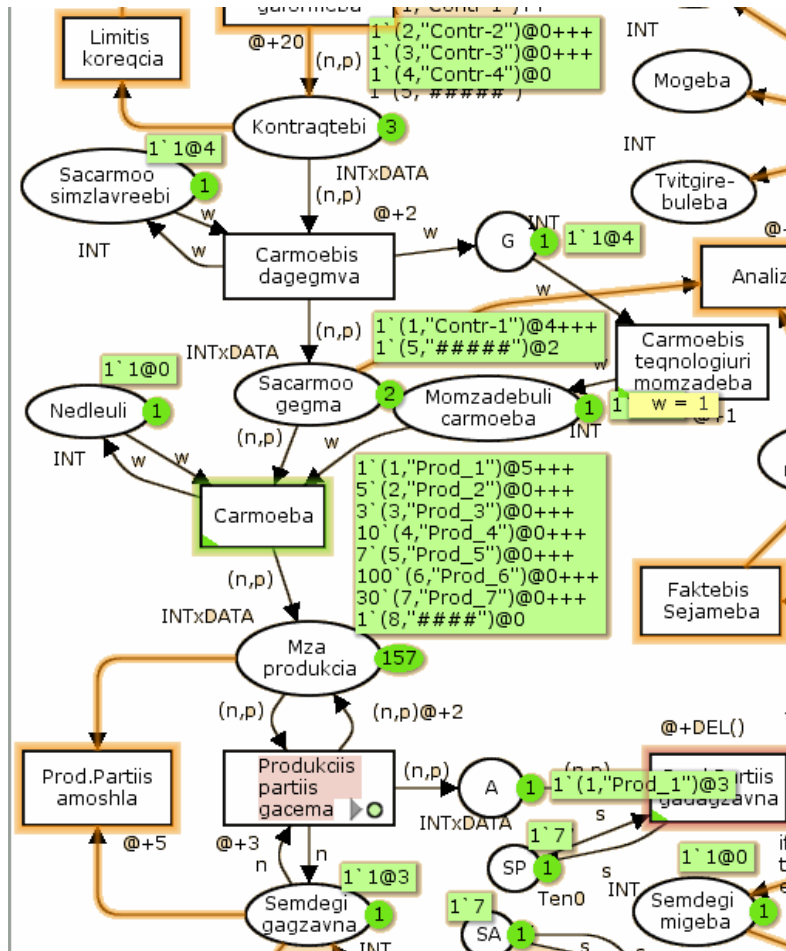 Limitis
koreqcia
@+20
(n,p)
1`(2,"Contr-2")@0+++
1`(3,"Contr-3")@0+++
1`(4,"Contr-4")@0
INT
Mogeba
Kontraqtebi
3
1`1@4
Sacarmoo
simzlavreebi
1
INTxDATA
(n,p)
@+2
INT
Tvitgire-
buleba
w
w
INT
Carmoebis
dagegmva
w
G
INT
1
1`1@4
w
(n,p)
INTxDATA
1`(1,"Contr-1")@4+++
1`(5,"#####")@2
Carmoebis
teqnologiuri
momzadeba
w
1`1@0
Nedleuli
1
INT
Sacarmoo
gegma
2
Momzadebuli
carmoeba
1
INT
1
w = 1
(n,p)
w
w
w
Carmoeba
1`(1,"Prod_1")@5+++
5`(2,"Prod_2")@0+++
3`(3,"Prod_3")@0+++
10`(4,"Prod_4")@0+++
7`(5,"Prod_5")@0+++
100`(6,"Prod_6")@0+++
30`(7,"Prod_7")@0+++
1`(8,"####")@0
(n,p)
INTxDATA
Faktebis
Sejameba
Mza
produkcia
157
(n,p)
(n,p)@+2
@+DEL()
Prod.Partiis
amoshla
@+5
Produkciis
partiis
gacema
@+3
(n,p)
A
1
INTxDATA
1`(1,"Prod_1")@3
gadagzavna
n
n
1`7
SP
1
Ten0
s
s
INT
1`1@0
Semdegi
migeba
1
1`1@3
Semdegi
gagzavna
1
INT
1`7
SA
1
s